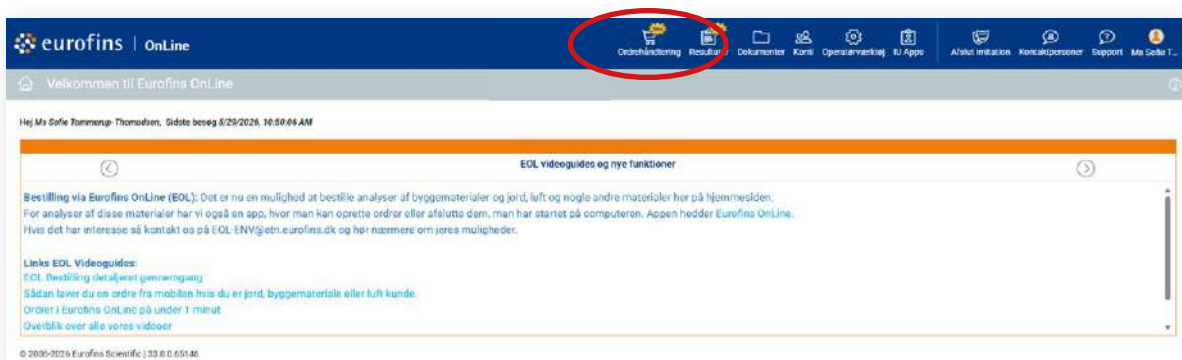 eurofins | OnLine
Ordrehåndtering Resultater Dokumenter Konti Operatørværktøj IU Apps Afslut imitation Kontaktpersoner Support Ms Sofie T...
Velkommen til Eurofins OnLine
Hej Ms Sofie Tommerup-Thomadsen, Sidste besøg 5/29/2026, 10:50:06 AM
EOL videoguides og nye funktioner
Bestilling via Eurofins OnLine (EOL): Det er nu en mulighed at bestille analyser af byggematerialer og jord, luft og nogle andre materialer her på hjemmesiden.
For analyser af disse materialer har vi også en app, hvor man kan oprette ordrer eller afslutte dem, man har startet på computeren. Appen hedder Eurofins OnLine.
Hvis det har interesse så kontakt os på EOL-ENV@etn.eurofins.dk og hør nærmere om jeres muligheder.
Links EOL Videoguides:
EOL Bestilling detaljeret gennemgang
Sådan laver du en ordre fra mobilen hvis du er jord, byggemateriale eller luft kunde.
Ordrer i Eurofins OnLine på under 1 minut
Overblik over alle vores videoer
© 2006-2026 Eurofins Scientific | 33.0.0.65146